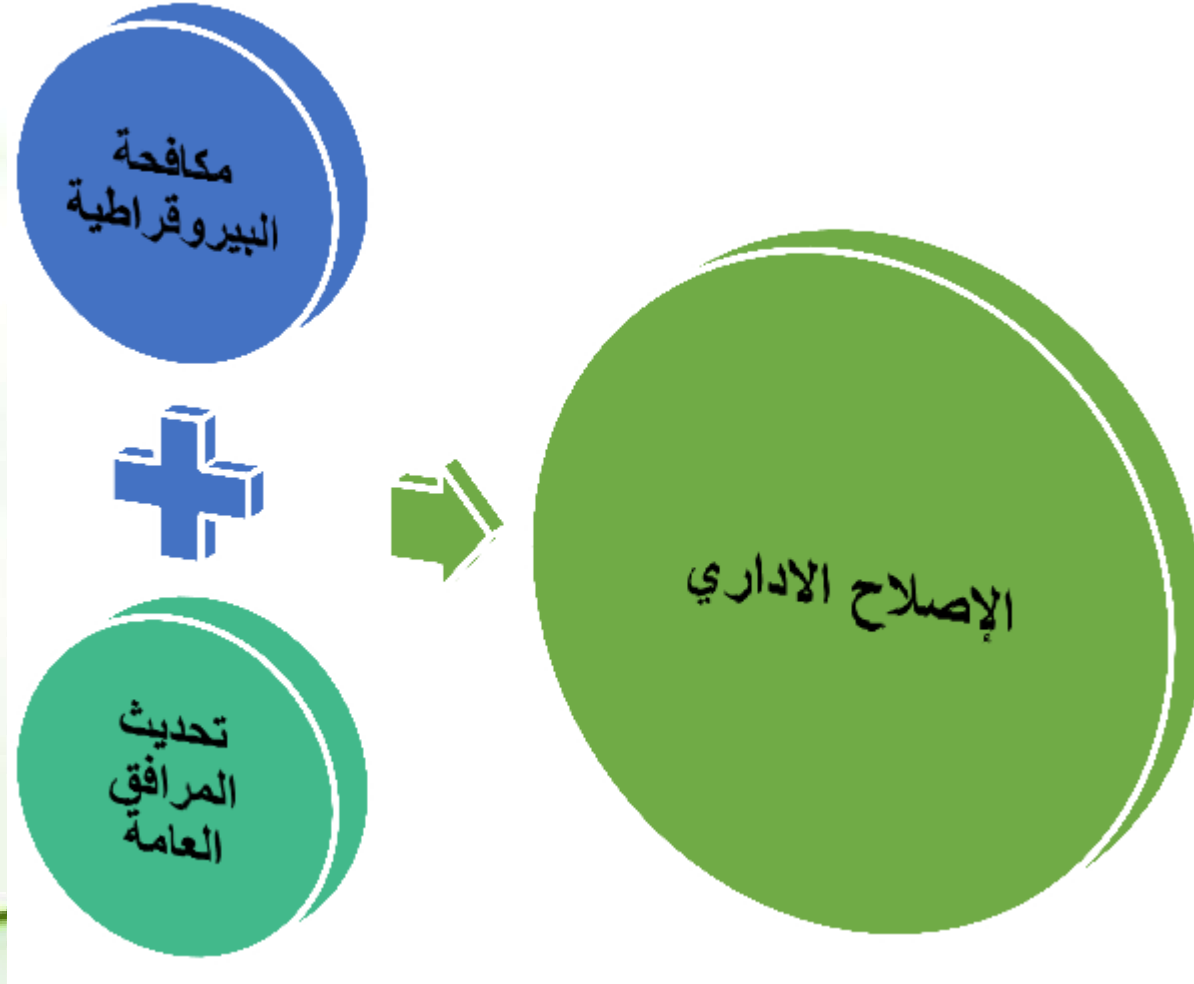 مكافحة
البيروقراطية
تحديث
المرافق
العامة
الإصلاح الاداري